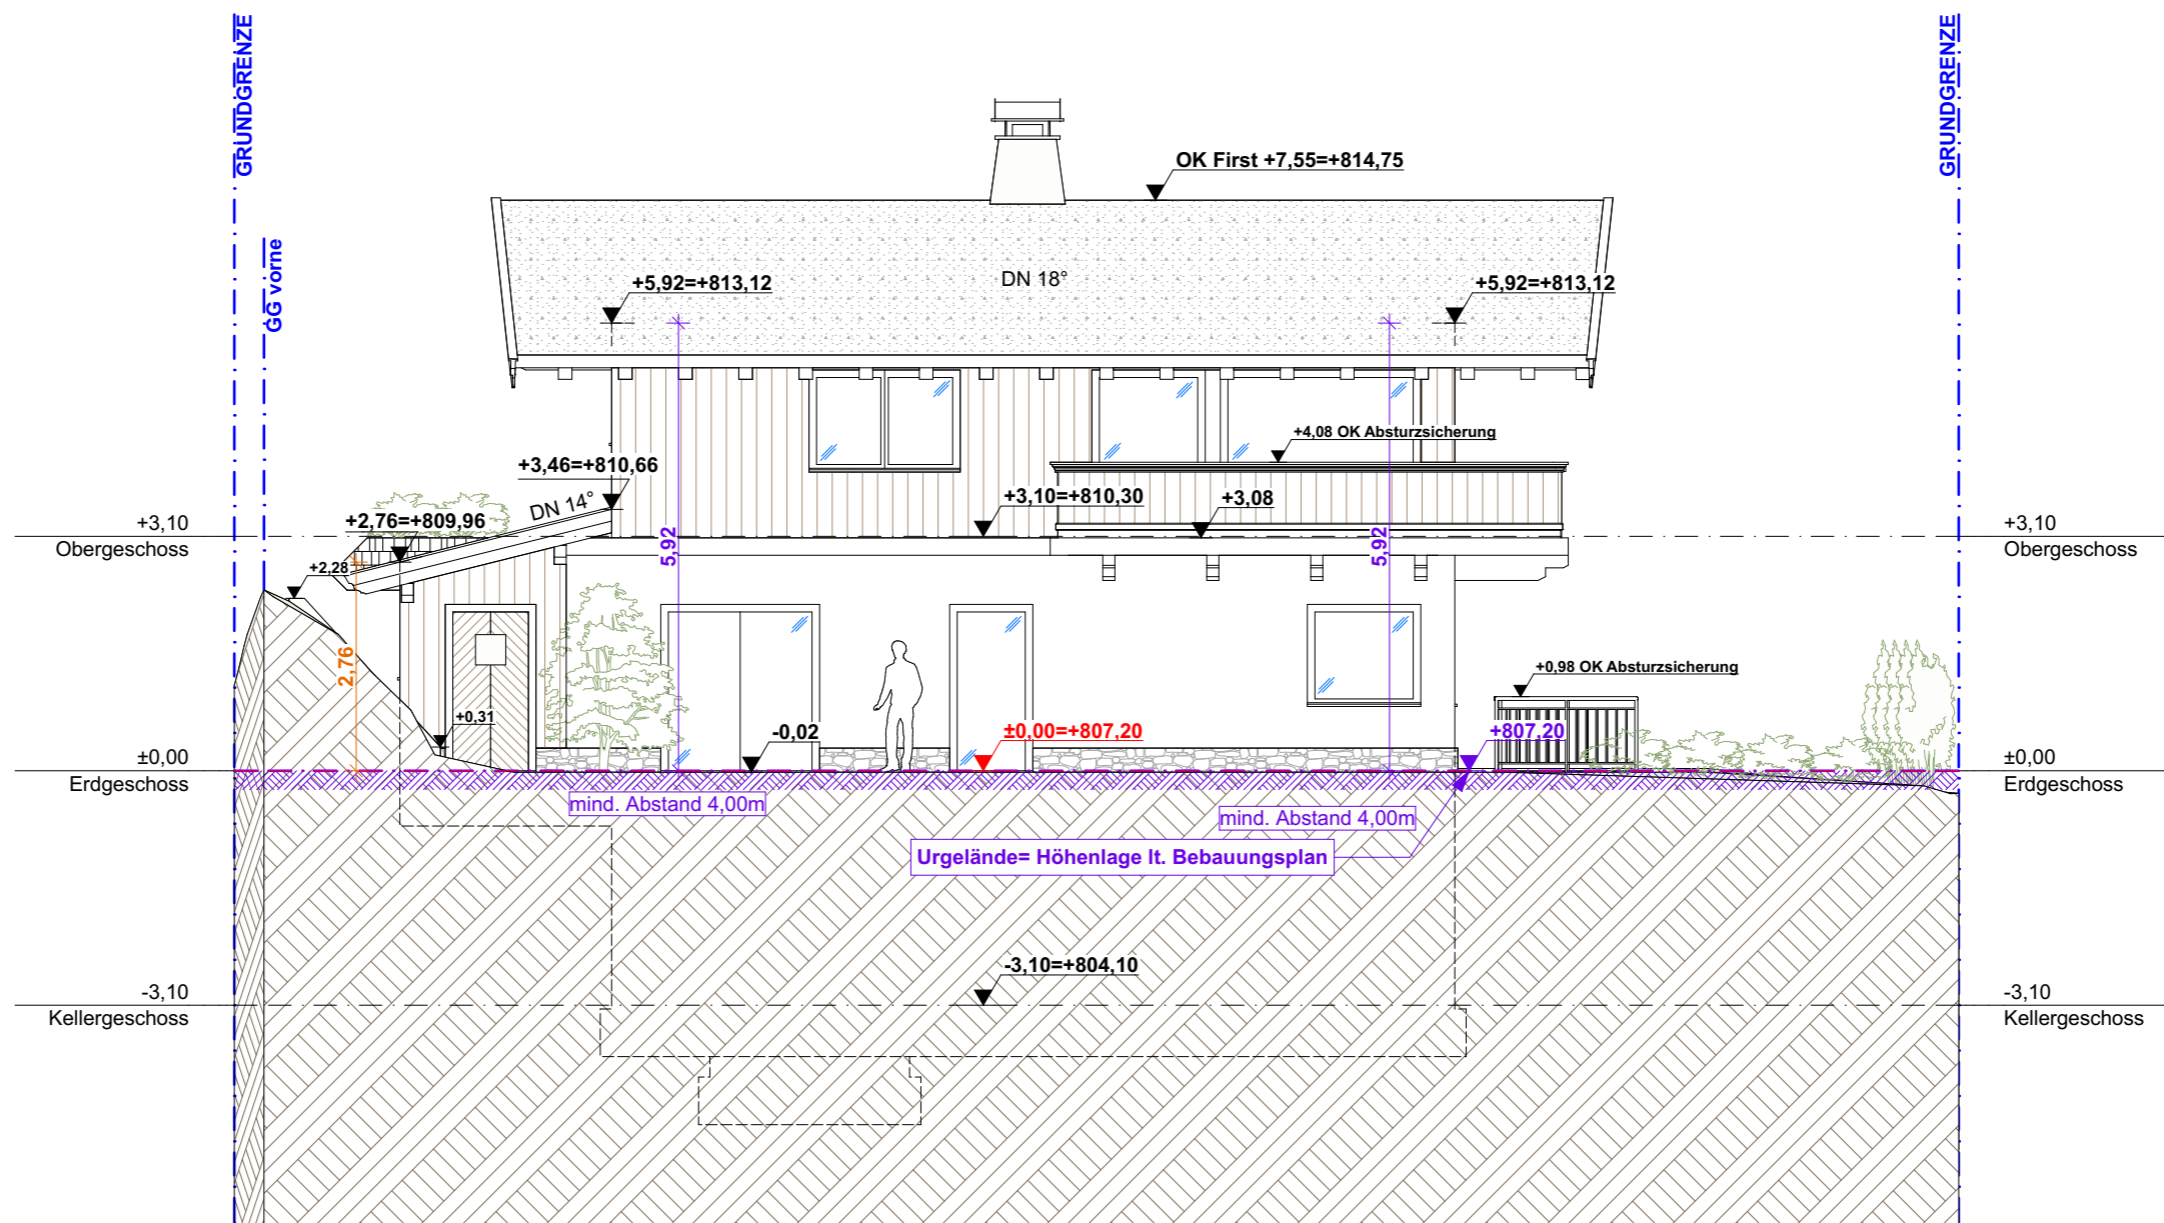 GRUNDGRENZE
GRUNDGRENZE
GG vorne
OK First +7,55=+814,75
DN 18°
+5,92=+813,12
+5,92=+813,12
+4,08 OK Absturzsicherung
+3,46=+810,66
DN 14°
+3,10=+810,30
+3,08
+2,76=+809,96
+3,10
Obergeschoss
+3,10
Obergeschoss
5,92
5,92
+2,28
2,76
+0,98 OK Absturzsicherung
+0,31
-0,02
±0,00=+807,20
+807,20
±0,00
Erdgeschoss
±0,00
Erdgeschoss
mind. Abstand 4,00m
mind. Abstand 4,00m
Urgelände= Höhenlage lt. Bebauungsplan
-3,10=+804,10
-3,10
Kellergeschoss
-3,10
Kellergeschoss